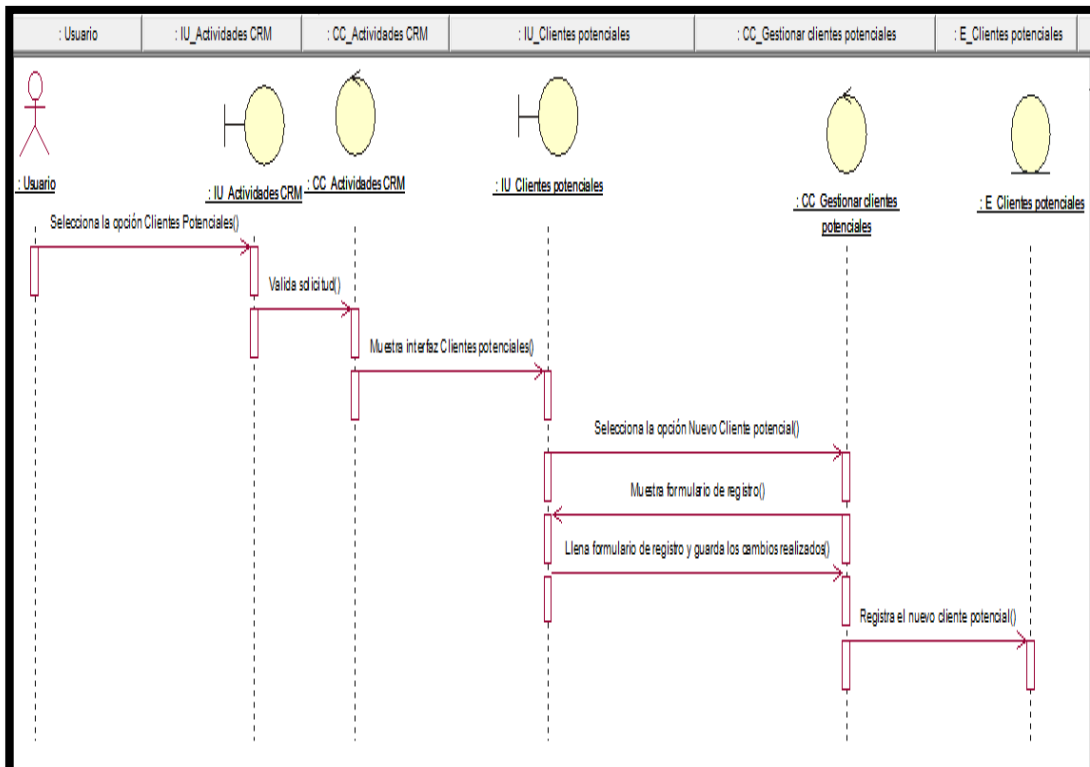 : Usuario
: IU_Actividades CRM
: CC_Actividades CRM
: IU_Clientes potenciales
: CC_Gestionar clientes potenciales
: E_Clientes potenciales
: Usuario
: IU_Actividades CRM
: CC_Actividades CRM
: IU_Clientes potenciales
: CC_Gestionar clientes
potenciales
: E_Clientes potenciales
Selecciona la opción Clientes Potenciales()
Valida solicitud()
Muestra interfaz Clientes potenciales()
Selecciona la opción Nuevo Cliente potencial()
Muestra formulario de registro()
Llena formulario de registro y guarda los cambios realizados()
Registra el nuevo cliente potencial()